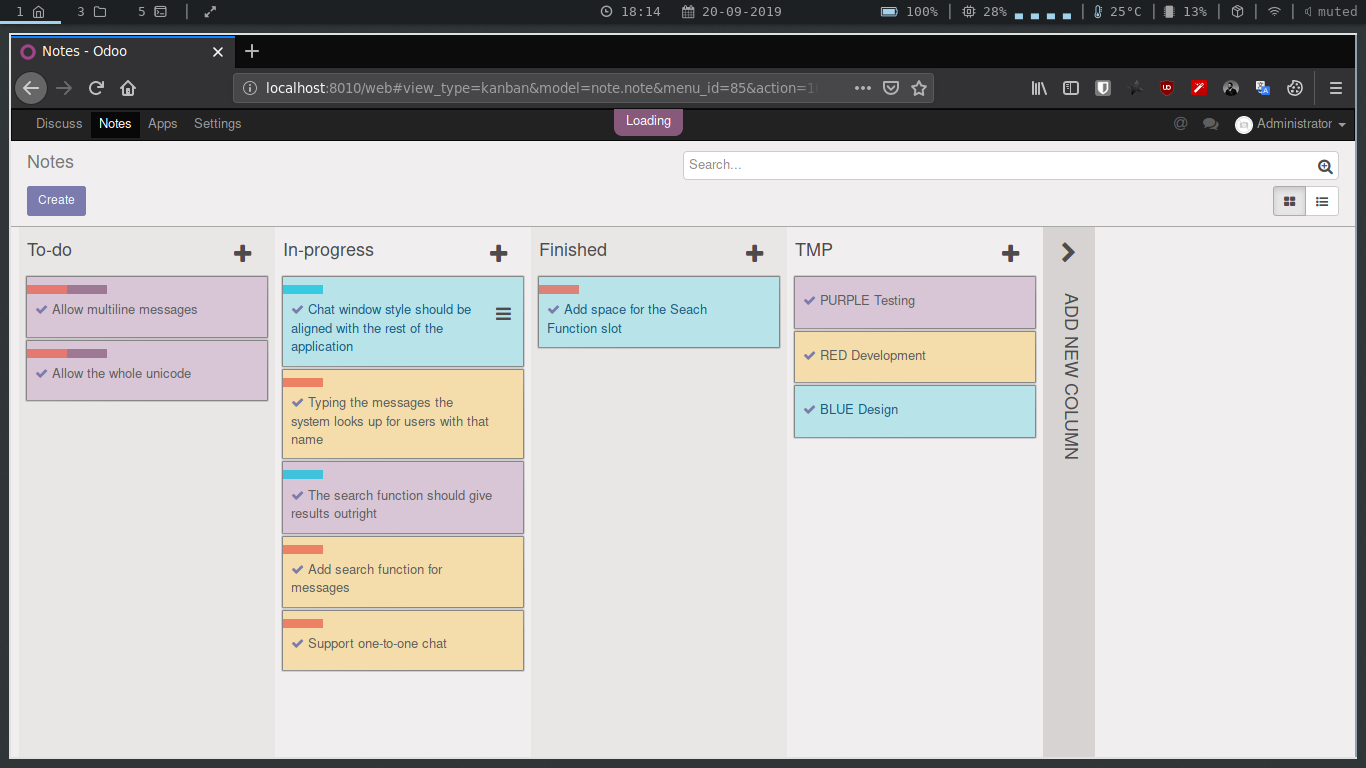 1 3 5 18:14 20-09-2019 100% 28% 25°C 13% muted
Notes - Odoo
localhost:8010/web#view_type=kanban&model=note.note&menu_id=85&action=1
Discuss Notes Apps Settings Loading @ Administrator
Notes
Search...
Create
To-do
Allow multiline messages
Allow the whole unicode
In-progress
Chat window style should be
aligned with the rest of the
application
Typing the messages the
system looks up for users with that
name
The search function should give
results outright
Add search function for
messages
Support one-to-one chat
Finished
Add space for the Seach
Function slot
TMP
PURPLE Testing
RED Development
BLUE Design
ADD NEW COLUMN